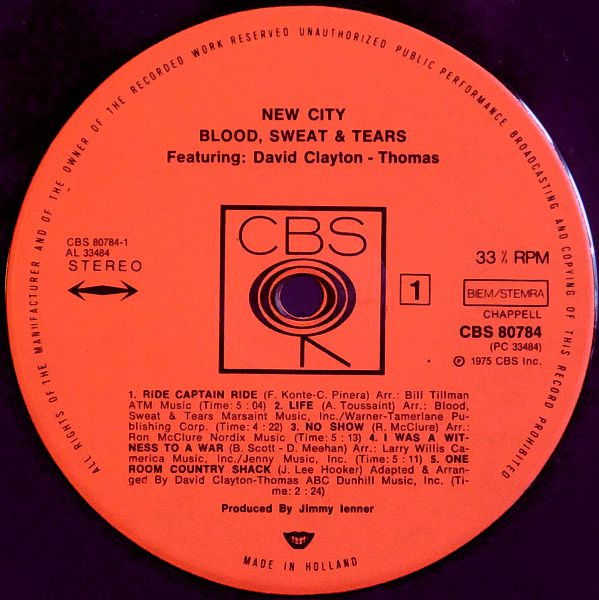 ALL RIGHTS OF THE MANUFACTURER AND OF THE OWNER OF THE RECORDED WORK RESERVED UNAUTHORIZED PUBLIC PERFORMANCE BROADCASTING AND COPYING OF THIS RECORD PROHIBITED
NEW CITY
BLOOD, SWEAT & TEARS
Featuring: David Clayton - Thomas
CBS 80784-1
AL 33484
STEREO
CBS
1
33⅓ RPM
BIEM/STEMRA
CHAPPELL
CBS 80784
(PC 33484)
℗ 1975 CBS Inc.
1. RIDE CAPTAIN RIDE (F. Konte-C. Pinera) Arr.: Bill Tillman
ATM Music (Time: 5 : 04) 2. LIFE (A. Toussaint) Arr.: Blood,
Sweat & Tears Marsaint Music, Inc./Warner-Tamerlane Pu-
blishing Corp. (Time: 4 : 22) 3. NO SHOW (R. McClure) Arr.:
Ron McClure Nordix Music (Time: 5 : 13) 4. I WAS A WIT-
NESS TO A WAR (B. Scott - D. Meehan) Arr.: Larry Willis Ca-
merica Music, Inc./Jenny Music, Inc. (Time: 5 : 11) 5. ONE
ROOM COUNTRY SHACK (J. Lee Hooker) Adapted & Arran-
ged By David Clayton-Thomas ABC Dunhill Music, Inc. (Ti-
me: 2 : 24)
Produced By Jimmy Ienner
MADE IN HOLLAND